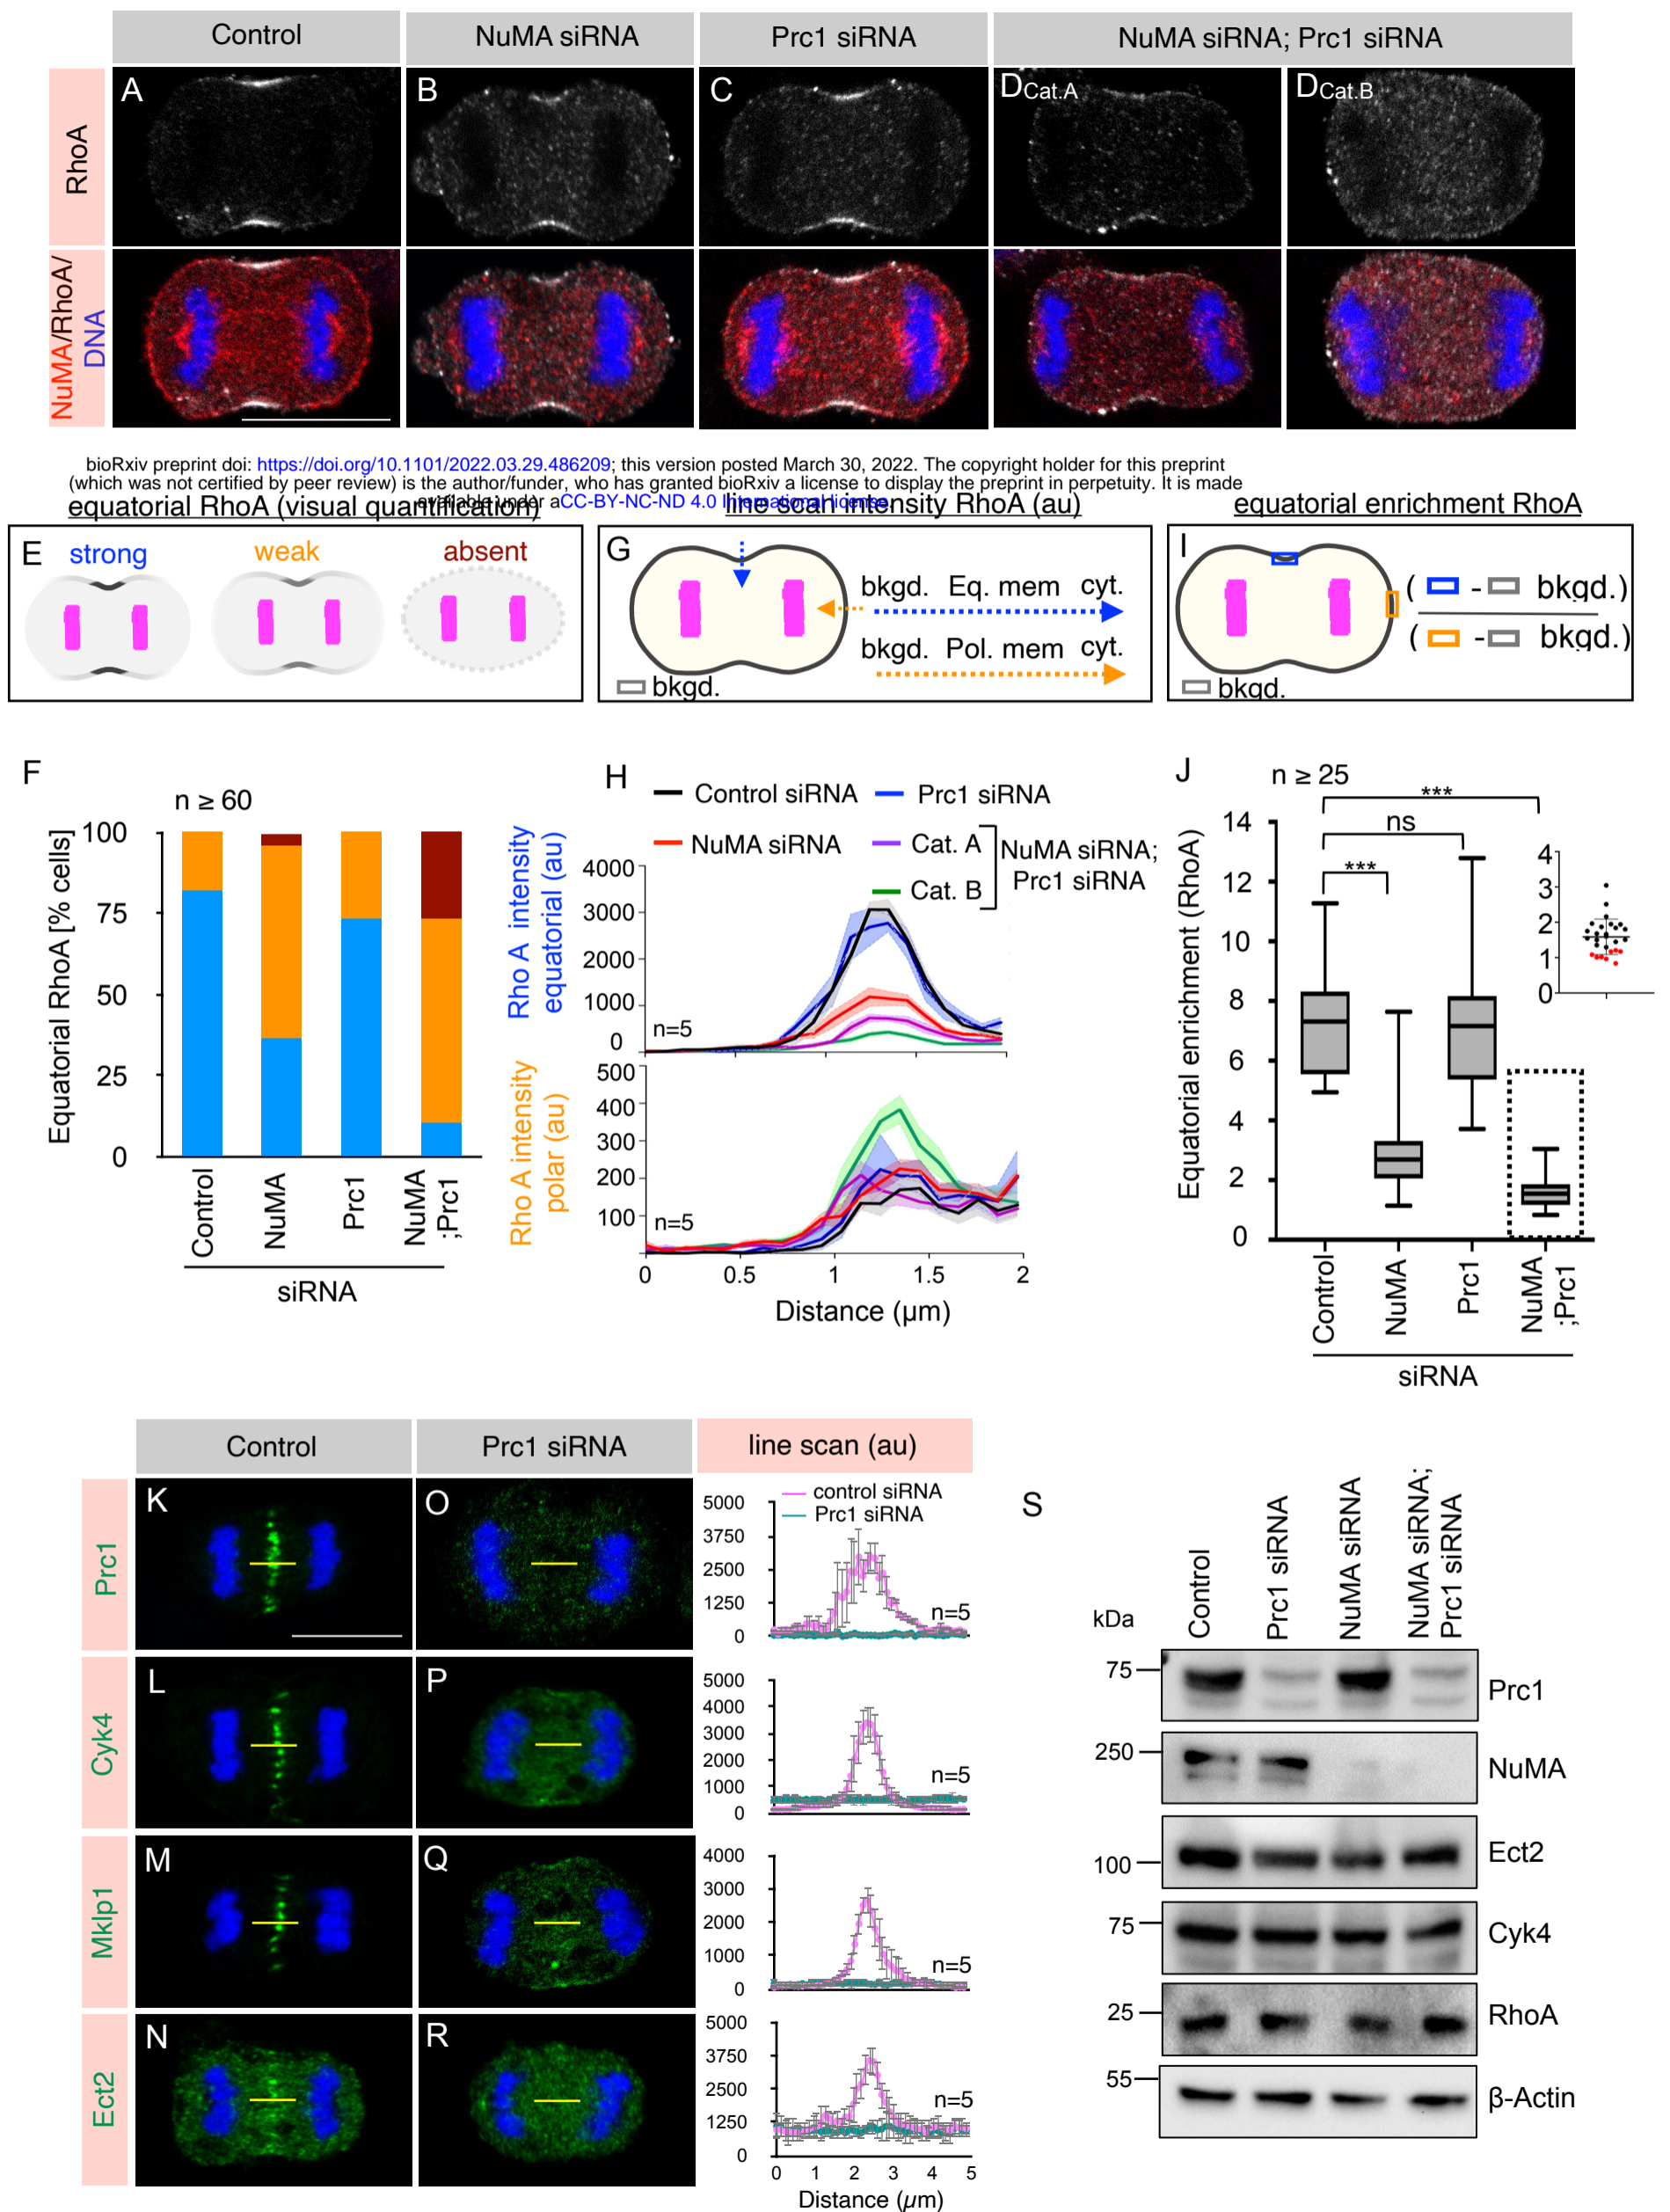 Control
NuMA siRNA
Prc1 siRNA
NuMA siRNA; Prc1 siRNA
RhoA
A
B
C
DCat.A
DCat.B
NuMA/RhoA/
DNA
bioRxiv preprint doi: https://doi.org/10.1101/2022.03.29.486209; this version posted March 30, 2022. The copyright holder for this preprint
(which was not certified by peer review) is the author/funder, who has granted bioRxiv a license to display the preprint in perpetuity. It is made
available under aCC-BY-NC-ND 4.0 International license.
equatorial RhoA (visual quantification)
line scan intensity RhoA (au)
equatorial enrichment RhoA
E
strong
weak
absent
G
bkgd. Eq. mem cyt.
bkgd. Pol. mem cyt.
bkgd.
I
( - bkgd.)
( - bkgd.)
bkgd.
F
n ≥ 60
Equatorial RhoA [% cells]
100
75
50
25
0
Control
NuMA
Prc1
NuMA
;Prc1
siRNA
H
Control siRNA
Prc1 siRNA
NuMA siRNA
Cat. A
Cat. B
NuMA siRNA;
Prc1 siRNA
Rho A intensity
equatorial (au)
4000
3000
2000
1000
0
n=5
Rho A intensity
polar (au)
500
400
300
200
100
n=5
0
0.5
1
1.5
2
Distance (µm)
J
n ≥ 25
***
ns
***
Equatorial enrichment (RhoA)
14
12
10
8
6
4
2
0
4
3
2
1
0
Control
NuMA
Prc1
NuMA
;Prc1
siRNA
Control
Prc1 siRNA
line scan (au)
Prc1
K
O
5000
3750
2500
1250
0
control siRNA
Prc1 siRNA
n=5
Cyk4
L
P
5000
4000
3000
2000
1000
0
n=5
Mklp1
M
Q
4000
3000
2000
1000
0
n=5
Ect2
N
R
5000
3750
2500
1250
0
n=5
0 1 2 3 4 5
Distance (µm)
S
kDa
Control
Prc1 siRNA
NuMA siRNA
NuMA siRNA;
Prc1 siRNA
75
Prc1
250
NuMA
100
Ect2
75
Cyk4
25
RhoA
55
β-Actin